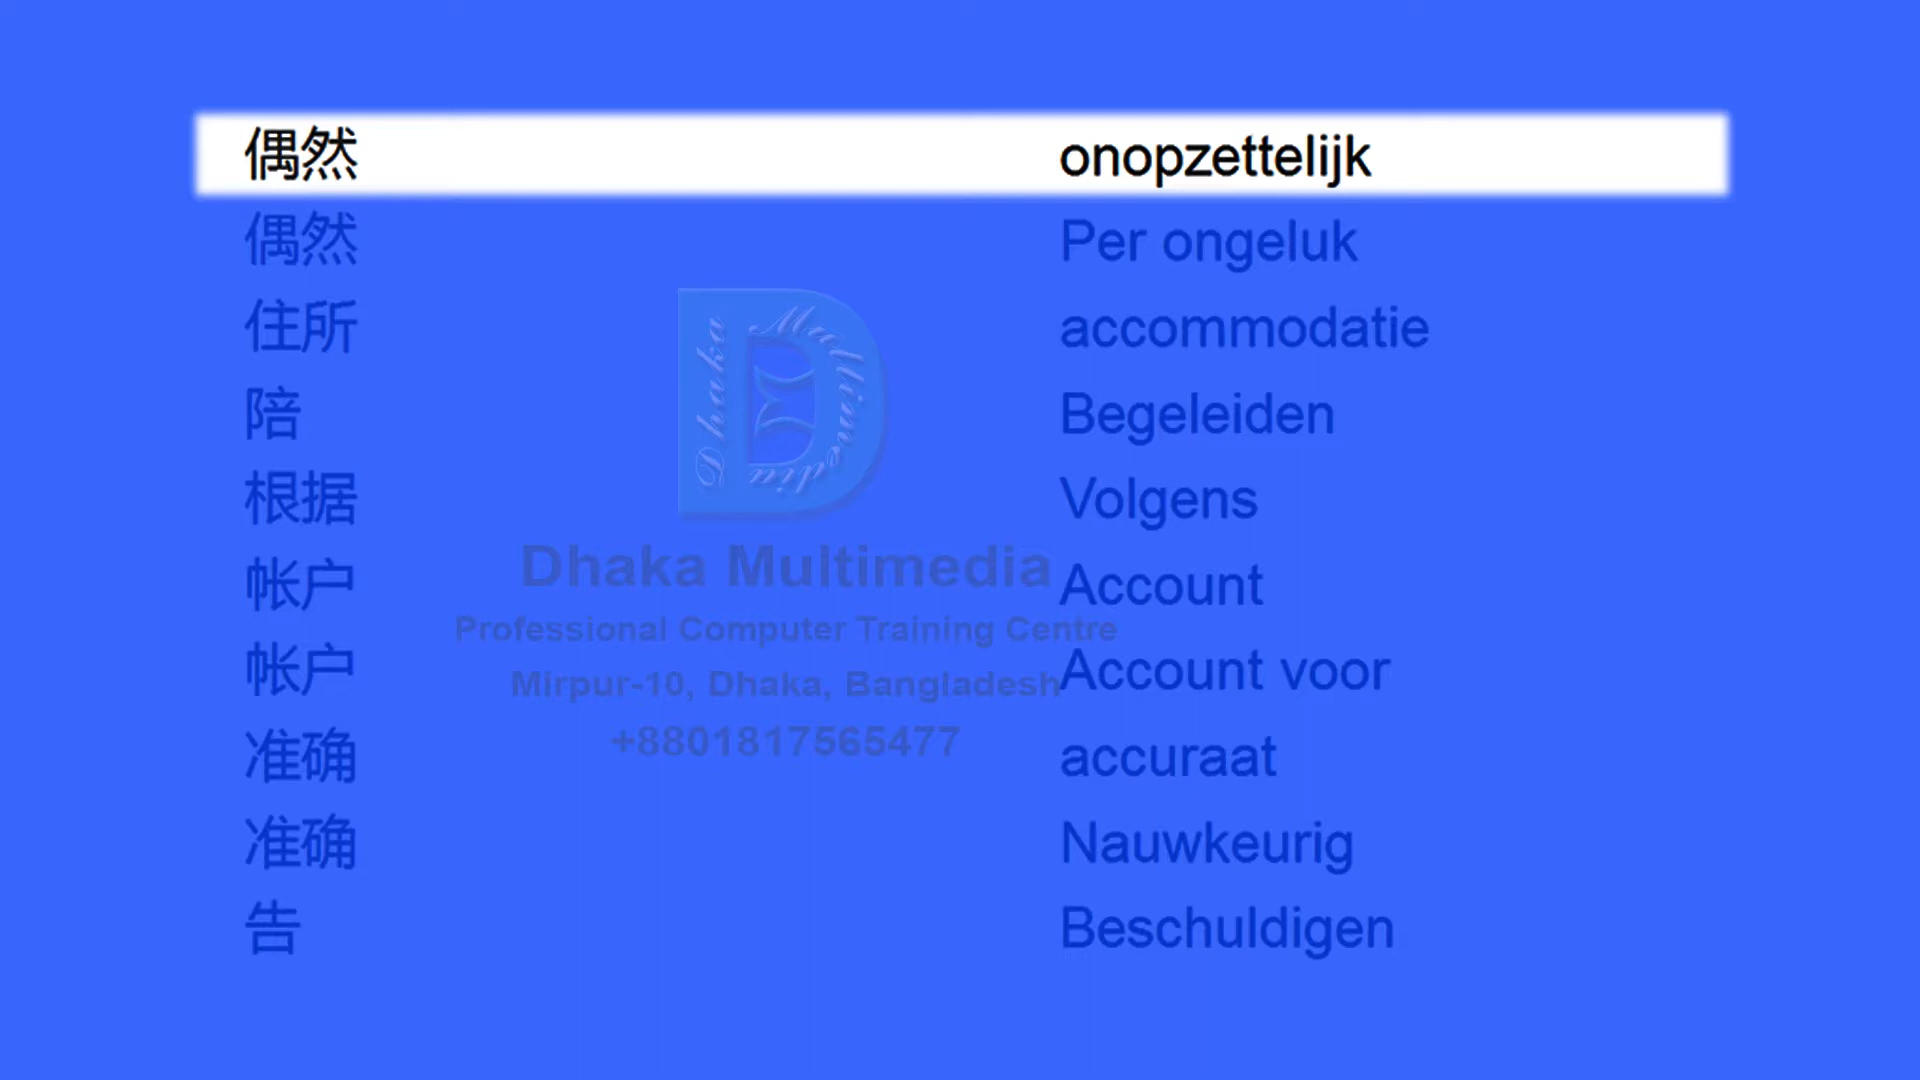 偶然 onopzettelijk
偶然 Per ongeluk
住所 accommodatie
陪 Begeleiden
根据 Volgens
帐户 Account
帐户 Account voor
准确 accuraat
准确 Nauwkeurig
告 Beschuldigen
Dhaka Multimedia
Dhaka Multimedia
Professional Computer Training Centre
Mirpur-10, Dhaka, Bangladesh
+8801817565477